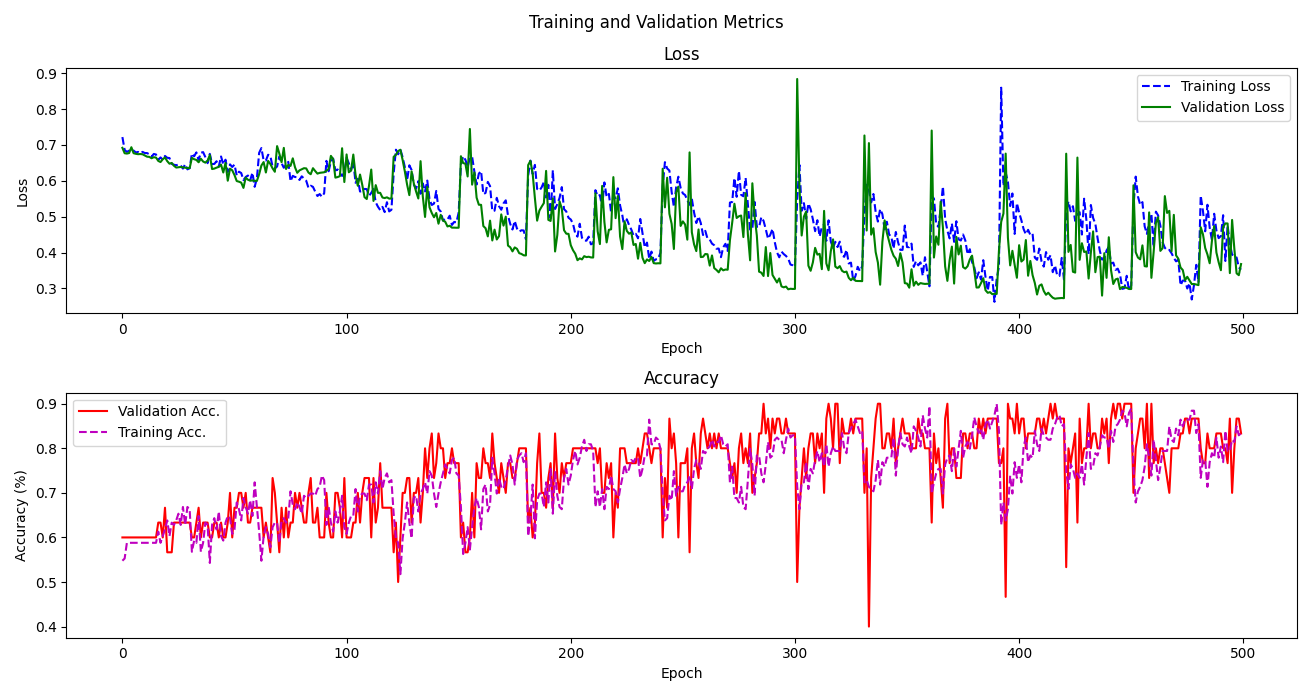 Training and Validation Metrics
Loss
0.9
0.8
0.7
0.6
0.5
0.4
0.3
Loss
Training Loss
Validation Loss
0 100 200 300 400 500
Epoch
Accuracy
0.9
0.8
0.7
0.6
0.5
0.4
Accuracy (%)
Validation Acc.
Training Acc.
0 100 200 300 400 500
Epoch